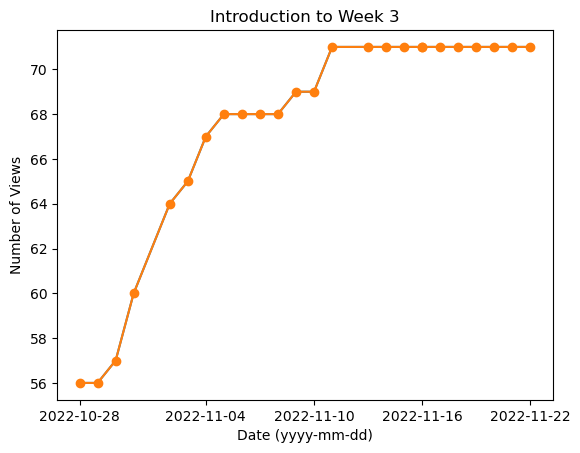 Introduction to Week 3
Number of Views
70
68
66
64
62
60
58
56
2022-10-28 2022-11-04 2022-11-10 2022-11-16 2022-11-22
Date (yyyy-mm-dd)